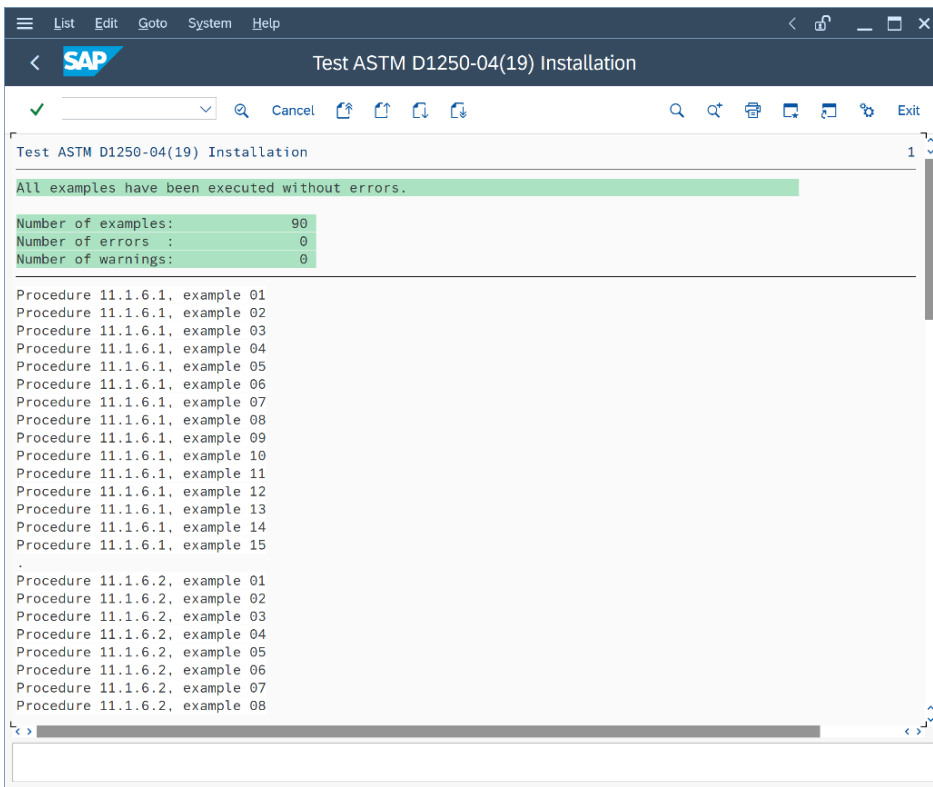 List Edit Goto System Help
SAP Test ASTM D1250-04(19) Installation
Cancel Exit
Test ASTM D1250-04(19) Installation 1
All examples have been executed without errors.
Number of examples: 90
Number of errors : 0
Number of warnings: 0
Procedure 11.1.6.1, example 01
Procedure 11.1.6.1, example 02
Procedure 11.1.6.1, example 03
Procedure 11.1.6.1, example 04
Procedure 11.1.6.1, example 05
Procedure 11.1.6.1, example 06
Procedure 11.1.6.1, example 07
Procedure 11.1.6.1, example 08
Procedure 11.1.6.1, example 09
Procedure 11.1.6.1, example 10
Procedure 11.1.6.1, example 11
Procedure 11.1.6.1, example 12
Procedure 11.1.6.1, example 13
Procedure 11.1.6.1, example 14
Procedure 11.1.6.1, example 15
.
Procedure 11.1.6.2, example 01
Procedure 11.1.6.2, example 02
Procedure 11.1.6.2, example 03
Procedure 11.1.6.2, example 04
Procedure 11.1.6.2, example 05
Procedure 11.1.6.2, example 06
Procedure 11.1.6.2, example 07
Procedure 11.1.6.2, example 08